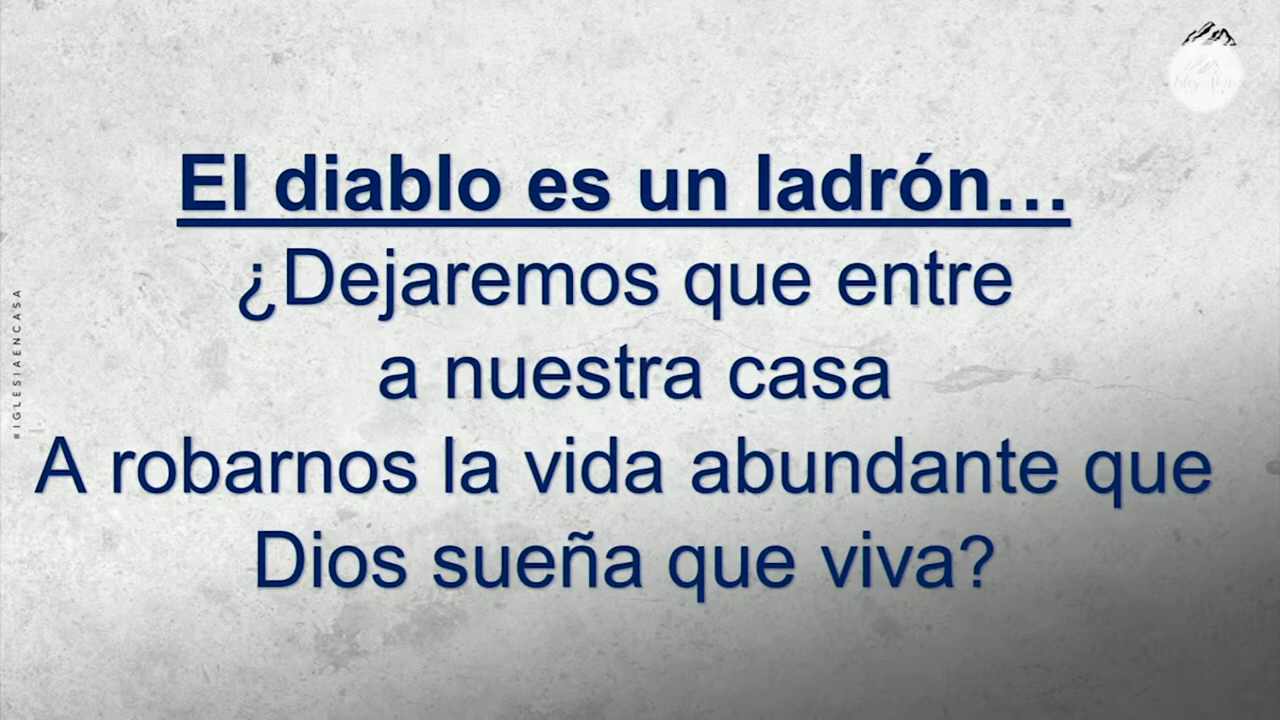 El diablo es un ladrón...
¿Dejaremos que entre
a nuestra casa
A robarnos la vida abundante que
Dios sueña que viva?
#IGLESIAENCASA